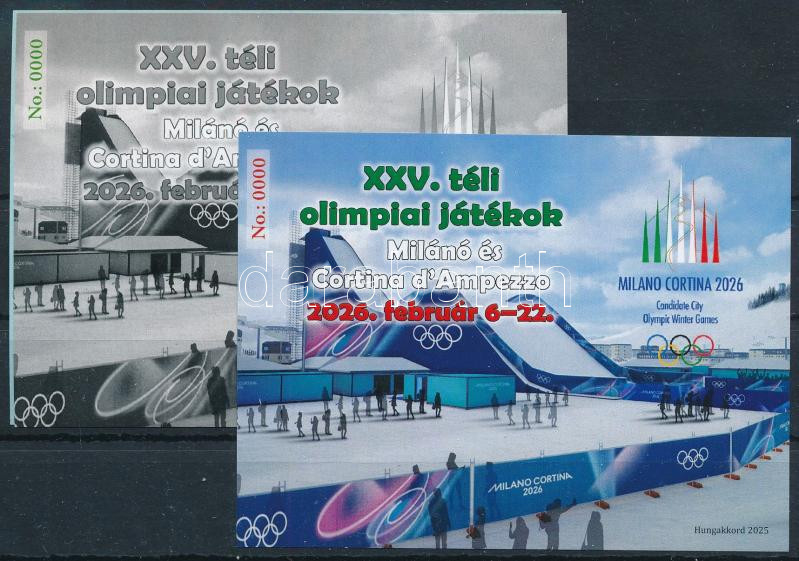 No.: 0000
XXV. téli
olimpiai játékok
Milánó és
Cortina d'Am
2026. február
No.: 0000
XXV. téli
olimpiai játékok
Milánó és
Cortina d'Ampezzo
2026. február 6–22.
MILANO CORTINA 2026
Candidate City
Olympic Winter Games
MILANO CORTINA
2026
Hungakkord 2025